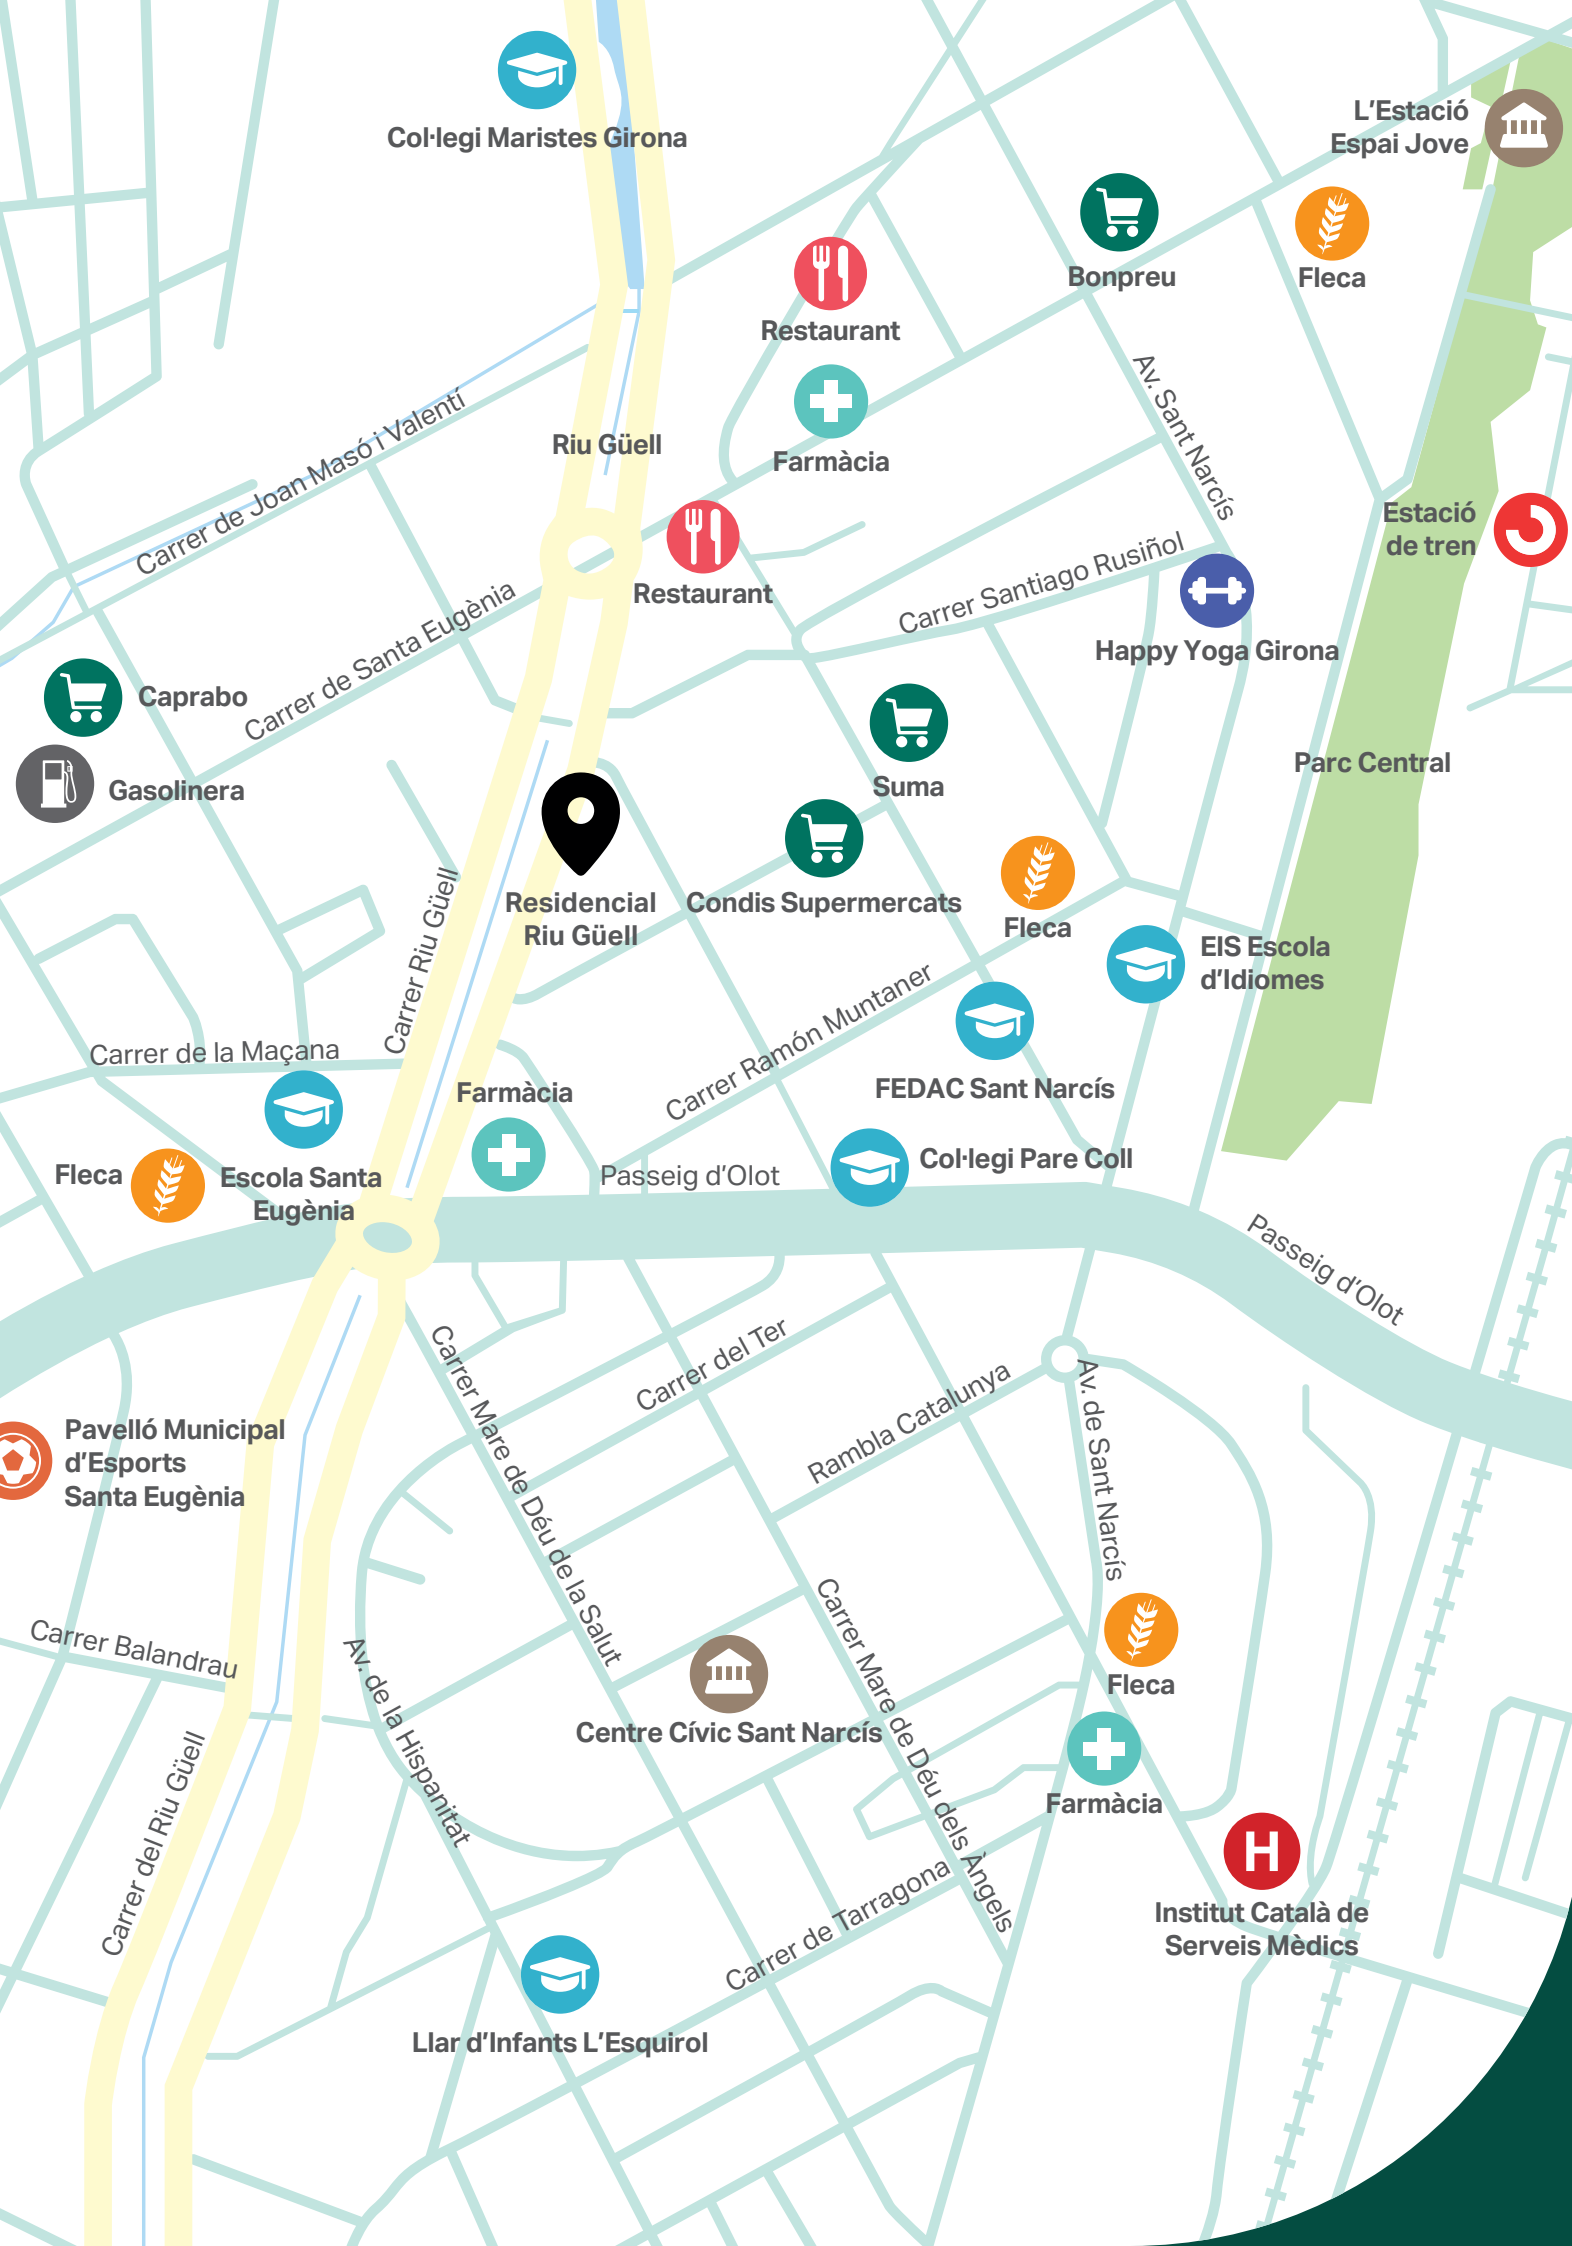 Col·legi Maristes Girona
L'Estació
Espai Jove
Bonpreu
Fleca
Restaurant
Av. Sant Narcís
Carrer de Joan Masó i Valentí
Riu Güell
Farmàcia
Estació
de tren
Restaurant
Carrer Santiago Rusiñol
Carrer de Santa Eugènia
Happy Yoga Girona
Caprabo
Gasolinera
Suma
Parc Central
Residencial
Riu Güell
Condis Supermercats
Fleca
Carrer Riu Güell
EIS Escola
d'Idiomes
Carrer de la Maçana
Carrer Ramón Muntaner
Farmàcia
FEDAC Sant Narcís
Fleca
Escola Santa
Eugènia
Passeig d'Olot
Col·legi Pare Coll
Passeig d'Olot
Carrer Mare de Déu de la Salut
Carrer del Ter
Rambla Catalunya
Av. de Sant Narcís
Pavelló Municipal
d'Esports
Santa Eugènia
Carrer Balandrau
Av. de la Hispanitat
Carrer Mare de Déu dels Àngels
Fleca
Centre Cívic Sant Narcís
Carrer del Riu Güell
Farmàcia
H
Institut Català de
Serveis Mèdics
Carrer de Tarragona
Llar d'Infants L'Esquirol